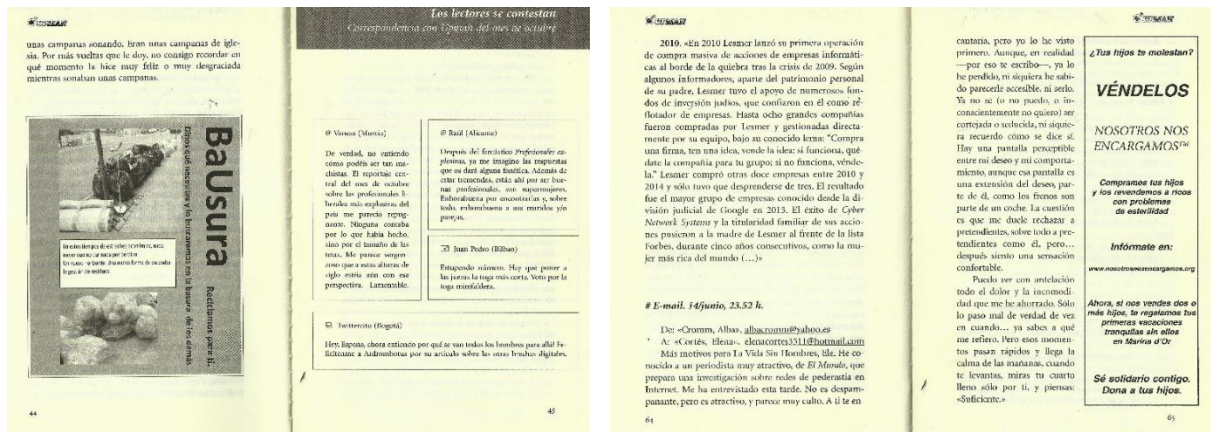 unas campanas sonando. Eran unas campanas de igle-
sia. Por más vueltas que le doy, no consigo recordar en
qué momento la hice muy feliz o muy desgraciada
mientras sonaban unas campanas.
BaUsura
Reciclamos para ti.
Dinos qué necesitas y lo buscaremos en la basura de los demás
44
Los lectores se contestan
Correspondencia con Upman del mes de octubre
@ Vanesa (Murcia)
De verdad, no entiendo
cómo podéis ser tan ma-
chistas. El reportaje cen-
tral del mes de octubre
sobre las profesionales li-
berales más explosivas del
país me pareció repug-
nante. Ninguna contaba
por lo que había hecho,
sino por el tamaño de las
tetas. Me parece vergon-
zoso que a estas alturas de
siglo estéis aún con esa
perspectiva. Lamentable.
@ Raúl (Alicante)
Después del fantástico Profesionales ex-
plosivas, ya me imagino las respuestas
que os dará alguna fanática. Además de
estar tremendas, están ahí por ser bue-
nas profesionales, son supermujeres.
Enhorabuena por encontrarlas y, sobre
todo, enhorabuena a sus maridos y/o
parejas.
Juan Pedro (Bilbao)
Estupendo número. Hay que poner a
las juezas la toga más corta. Voto por la
toga minifaldera.
Twittercito (Bogotá)
Hey, España, ahora entiendo por qué se van todos los hombres para allá! Fe-
licítenme a Andrombotus por su artículo sobre las otras brechas digitales.
45
2010. «En 2010 Lesmer lanzó su primera operación
de compra masiva de acciones de empresas informáti-
cas al borde de la quiebra tras la crisis de 2009. Según
algunos informadores, aparte del patrimonio personal
de su padre, Lesmer tuvo el apoyo de numerosos fon-
dos de inversión judíos, que confiaron en él como re-
flotador de empresas. Hasta ocho grandes compañías
fueron compradas por Lesmer y gestionadas directa-
mente por su equipo, bajo su conocido lema: "Compra
una firma, ten una idea, vende la idea: si funciona, qué-
date la compañía para tu grupo; si no funciona, vénde-
la." Lesmer compró otras doce empresas entre 2010 y
2014 y sólo tuvo que desprenderse de tres. El resultado
fue el mayor grupo de empresas conocido desde la di-
visión judicial de Google en 2013. El éxito de Cyber
Network Systems y la titularidad familiar de sus accio-
nes pusieron a la madre de Lesmer al frente de la lista
Forbes, durante cinco años consecutivos, como la mu-
jer más rica del mundo (…)»
# E-mail. 14/junio, 23.52 h.
De: «Cromm, Alba», alba.cromm@yahoo.es
A: «Cortés, Elena», elenacortes3511@hotmail.com
Más motivos para La Vida Sin Hombres, Ele. He co-
nocido a un periodista muy atractivo, de El Mundo, que
prepara una investigación sobre redes de pederastia en
Internet. Me ha entrevistado esta tarde. No es despam-
panante, pero es atractivo, y parece muy culto. A ti te en
64
cantaría, pero yo lo he visto
primero. Aunque, en realidad
—por eso te escribo—, ya lo
he perdido, ni siquiera he sabi-
do parecerle accesible, ni serlo.
Ya no sé (o no puedo, o in-
conscientemente no quiero) ser
cortejada o seducida, ni siquie-
ra recuerdo cómo se dice sí.
Hay una pantalla perceptible
entre mi deseo y mi comporta-
miento, aunque esa pantalla es
una extensión del deseo, par-
te de él, como los frenos son
parte de un coche. La cuestión
es que me duele rechazar a
pretendientes, sobre todo a pre-
tendientes como él, pero…
después siento una sensación
confortable.
Puedo ver con antelación
todo el dolor y la incomodi-
dad que me he ahorrado. Sólo
lo paso mal de verdad de vez
en cuando… ya sabes a qué
me refiero. Pero esos momen-
tos pasan rápidos y llega la
calma de las mañanas, cuando
te levantas, miras tu cuarto
lleno sólo por ti, y piensas:
«Suficiente.»
¿Tus hijos te molestan?
VÉNDELOS
NOSOTROS NOS
ENCARGAMOS
Compramos tus hijos
y los revendemos a ricos
con problemas
de esterilidad
Infórmate en:
www.nosotrosnosencargamos.org
Ahora, si nos vendes dos o
más hijos, te regalamos tus
primeras vacaciones
tranquilas sin ellos
en Marina d'Or
Sé solidario contigo.
Dona a tus hijos.
65